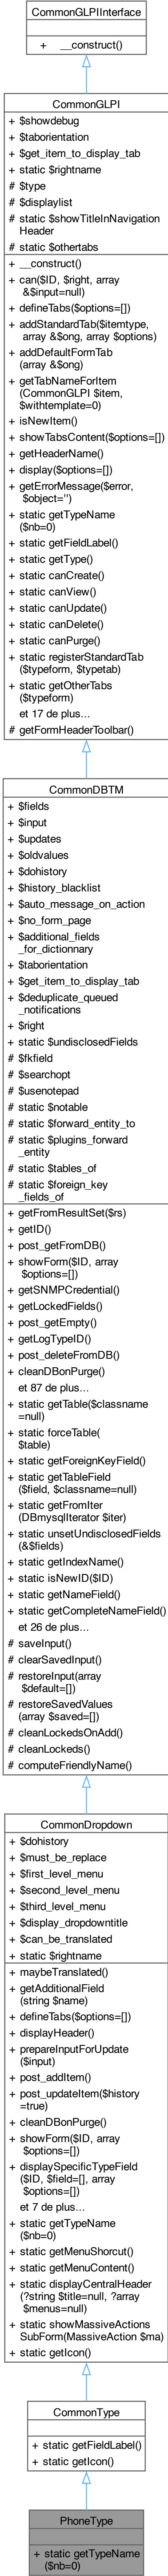 CommonGLPIInterface
+ __construct()
CommonGLPI
+ $showdebug
+ $taborientation
+ $get_item_to_display_tab
+ static $rightname
# $type
# $displaylist
# static $showTitleInNavigation
Header
# static $othertabs
+ __construct()
+ can($ID, $right, array
&$input=null)
+ defineTabs($options=[])
+ addStandardTab($itemtype,
array &$ong, array $options)
+ addDefaultFormTab
(array &$ong)
+ getTabNameForItem
(CommonGLPI $item,
$withtemplate=0)
+ isNewItem()
+ showTabsContent($options=[])
+ getHeaderName()
+ display($options=[])
+ getErrorMessage($error,
$object='')
+ static getTypeName
($nb=0)
+ static getFieldLabel()
+ static getType()
+ static canCreate()
+ static canView()
+ static canUpdate()
+ static canDelete()
+ static canPurge()
+ static registerStandardTab
($typeform, $typetab)
+ static getOtherTabs
($typeform)
et 17 de plus...
# getFormHeaderToolbar()
CommonDBTM
+ $fields
+ $input
+ $updates
+ $oldvalues
+ $dohistory
+ $history_blacklist
+ $auto_message_on_action
+ $no_form_page
+ $additional_fields
_for_dictionnary
+ $taborientation
+ $get_item_to_display_tab
+ $deduplicate_queued
_notifications
+ $right
+ static $undisclosedFields
# $fkfield
# $searchopt
# $usenotepad
# static $notable
# static $forward_entity_to
# static $plugins_forward
_entity
# static $tables_of
# static $foreign_key
_fields_of
+ getFromResultSet($rs)
+ getID()
+ post_getFromDB()
+ showForm($ID, array
$options=[])
+ getSNMPCredential()
+ getLockedFields()
+ post_getEmpty()
+ getLogTypeID()
+ post_deleteFromDB()
+ cleanDBonPurge()
et 87 de plus...
+ static getTable($classname
=null)
+ static forceTable(
$table)
+ static getForeignKeyField()
+ static getTableField
($field, $classname=null)
+ static getFromIter
(DBmysqlIterator $iter)
+ static unsetUndisclosedFields
(&$fields)
+ static getIndexName()
+ static isNewID($ID)
+ static getNameField()
+ static getCompleteNameField()
et 26 de plus...
# saveInput()
# clearSavedInput()
# restoreInput(array
$default=[])
# restoreSavedValues
(array $saved=[])
# cleanLockedsOnAdd()
# cleanLockeds()
# computeFriendlyName()
CommonDropdown
+ $dohistory
+ $must_be_replace
+ $first_level_menu
+ $second_level_menu
+ $third_level_menu
+ $display_dropdowntitle
+ $can_be_translated
+ static $rightname
+ maybeTranslated()
+ getAdditionalField
(string $name)
+ defineTabs($options=[])
+ displayHeader()
+ prepareInputForUpdate
($input)
+ post_addItem()
+ post_updateItem($history
=true)
+ cleanDBonPurge()
+ showForm($ID, array
$options=[])
+ displaySpecificTypeField
($ID, $field=[], array
$options=[])
et 7 de plus...
+ static getTypeName
($nb=0)
+ static getMenuShorcut()
+ static getMenuContent()
+ static displayCentralHeader
(?string $title=null, ?array
$menus=null)
+ static showMassiveActions
SubForm(MassiveAction $ma)
+ static getIcon()
CommonType
+ static getFieldLabel()
+ static getIcon()
PhoneType
+ static getTypeName
($nb=0)